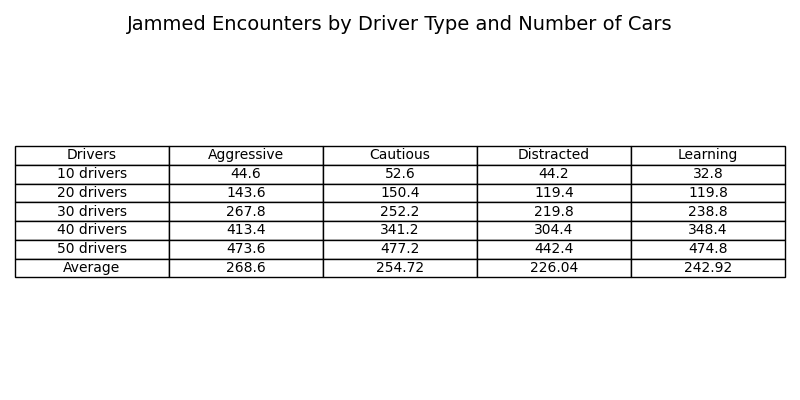 Jammed Encounters by Driver Type and Number of Cars
Drivers Aggressive Cautious Distracted Learning
10 drivers 44.6 52.6 44.2 32.8
20 drivers 143.6 150.4 119.4 119.8
30 drivers 267.8 252.2 219.8 238.8
40 drivers 413.4 341.2 304.4 348.4
50 drivers 473.6 477.2 442.4 474.8
Average 268.6 254.72 226.04 242.92